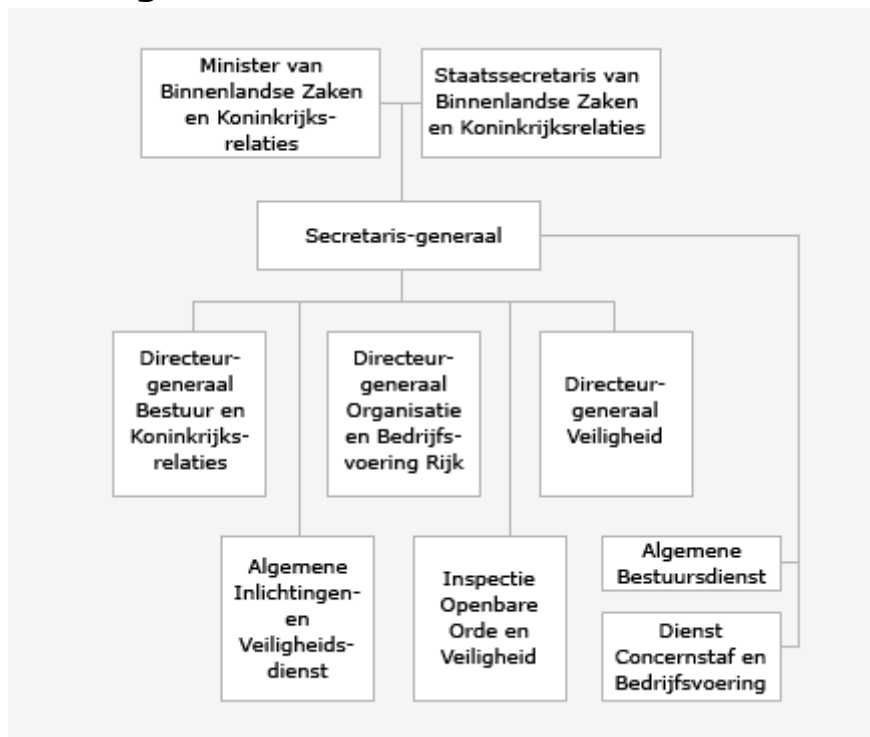 Minister van
Binnenlandse Zaken
en Koninkrijks-
relaties
Staatssecretaris van
Binnenlandse Zaken
en Koninkrijksrelaties
Secretaris-generaal
Directeur-
generaal
Bestuur en
Koninkrijks-
relaties
Directeur-
generaal
Organisatie
en Bedrijfs-
voering Rijk
Directeur-
generaal
Veiligheid
Algemene
Inlichtingen-
en
Veiligheids-
dienst
Inspectie
Openbare
Orde en
Veiligheid
Algemene
Bestuursdienst
Dienst
Concernstaf en
Bedrijfsvoering